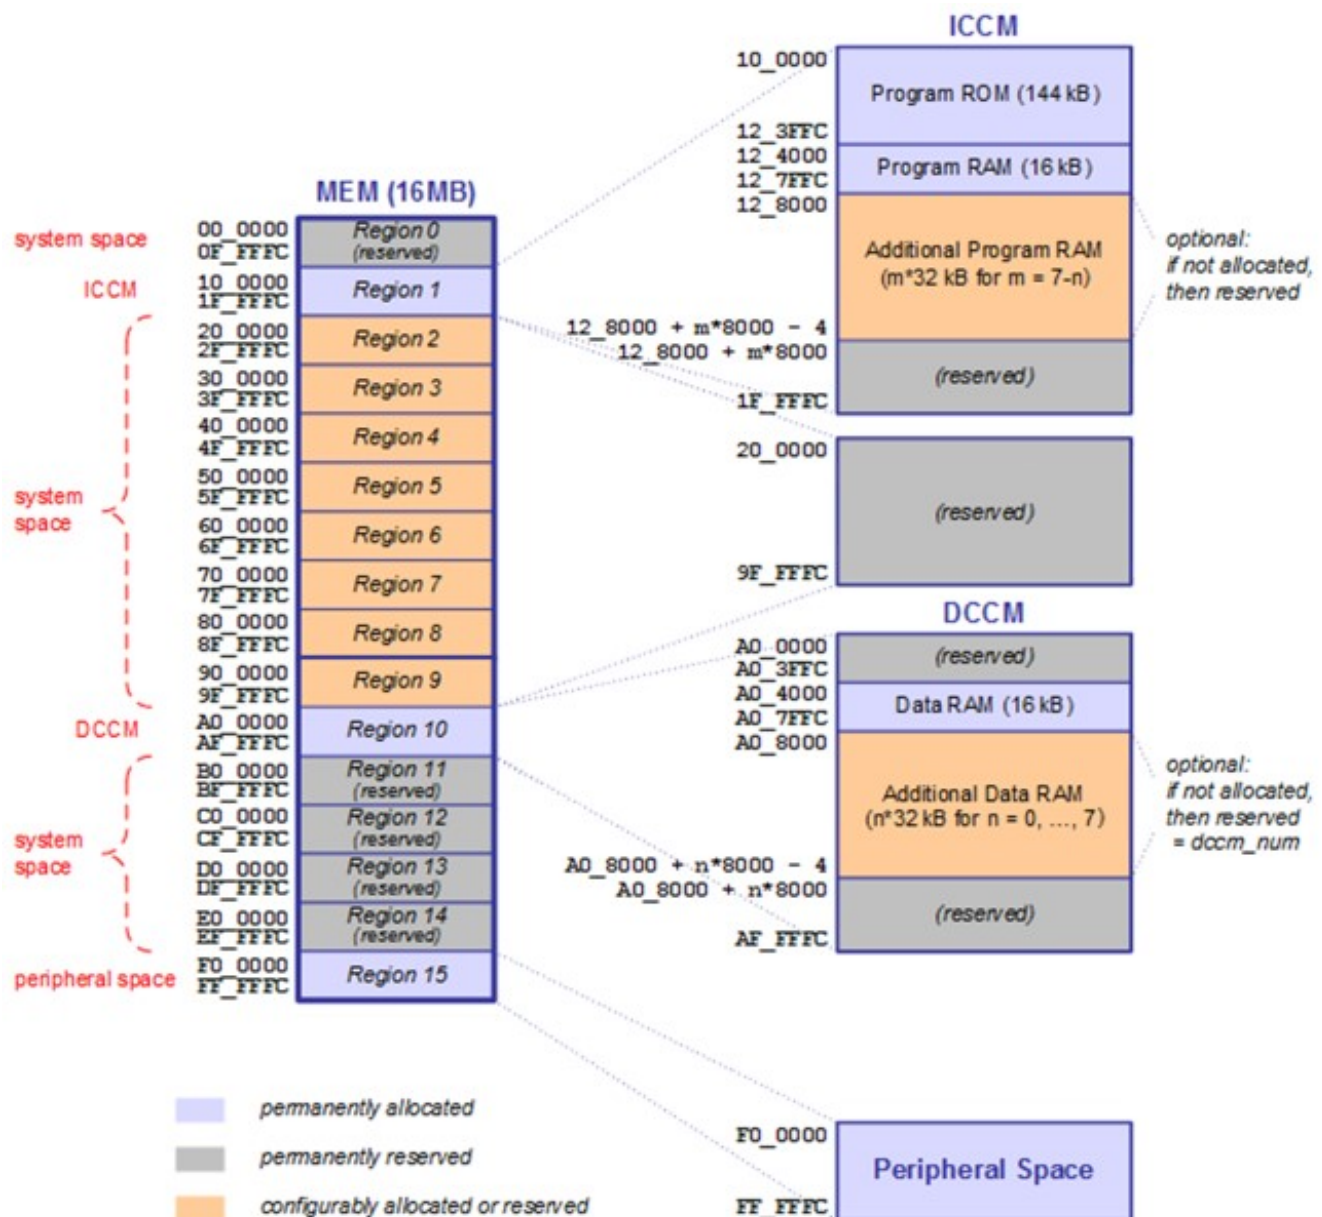 ICCM
10_0000
Program ROM (144 kB)
12_3FFC
12_4000
Program RAM (16 kB)
12_7FFC
12_8000
Additional Program RAM
(m*32 kB for m = 7-n)
optional:
if not allocated,
then reserved
12_8000 + m*8000 - 4
12_8000 + m*8000
(reserved)
1F_FFFC
20_0000
(reserved)
9F_FFFC
DCCM
A0_0000
(reserved)
A0_3FFC
A0_4000
Data RAM (16 kB)
A0_7FFC
A0_8000
Additional Data RAM
(n*32 kB for n = 0, ..., 7)
optional:
if not allocated,
then reserved
= dccm_num
A0_8000 + n*8000 - 4
A0_8000 + n*8000
(reserved)
AF_FFFC
MEM (16MB)
system space
00_0000
0F_FFFC
Region 0
(reserved)
ICCM
10_0000
1F_FFFC
Region 1
system
space
20_0000
2F_FFFC
Region 2
30_0000
3F_FFFC
Region 3
40_0000
4F_FFFC
Region 4
50_0000
5F_FFFC
Region 5
60_0000
6F_FFFC
Region 6
70_0000
7F_FFFC
Region 7
80_0000
8F_FFFC
Region 8
90_0000
9F_FFFC
Region 9
DCCM
A0_0000
AF_FFFC
Region 10
system
space
B0_0000
BF_FFFC
Region 11
(reserved)
C0_0000
CF_FFFC
Region 12
(reserved)
D0_0000
DF_FFFC
Region 13
(reserved)
E0_0000
EF_FFFC
Region 14
(reserved)
peripheral space
F0_0000
FF_FFFC
Region 15
permanently allocated
permanently reserved
configurably allocated or reserved
F0_0000
Peripheral Space
FF_FFFC